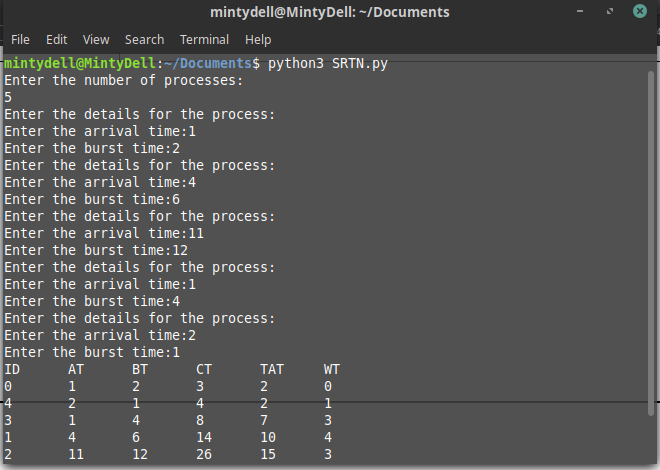 mintydell@MintyDell: ~/Documents
File Edit View Search Terminal Help
mintydell@MintyDell:~/Documents$ python3 SRTN.py
Enter the number of processes:
5
Enter the details for the process:
Enter the arrival time:1
Enter the burst time:2
Enter the details for the process:
Enter the arrival time:4
Enter the burst time:6
Enter the details for the process:
Enter the arrival time:11
Enter the burst time:12
Enter the details for the process:
Enter the arrival time:1
Enter the burst time:4
Enter the details for the process:
Enter the arrival time:2
Enter the burst time:1
ID AT BT CT TAT WT
0 1 2 3 2 0
4 2 1 4 2 1
3 1 4 8 7 3
1 4 6 14 10 4
2 11 12 26 15 3